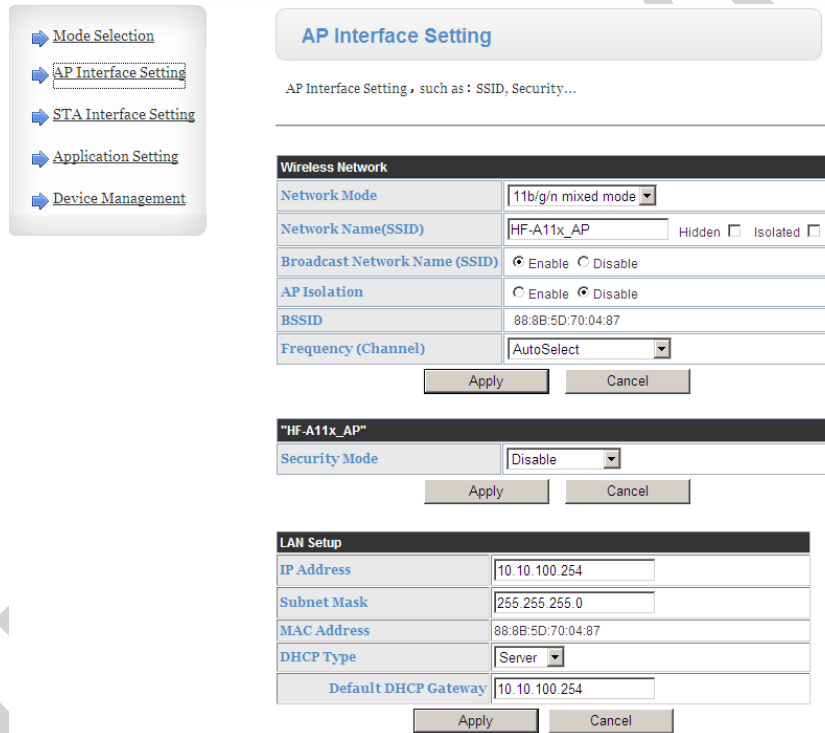 Mode Selection
AP Interface Setting
STA Interface Setting
Application Setting
Device Management
AP Interface Setting
AP Interface Setting，such as：SSID, Security...
Wireless Network
Network Mode 11b/g/n mixed mode
Network Name(SSID) HF-A11x_AP Hidden Isolated
Broadcast Network Name (SSID) Enable Disable
AP Isolation Enable Disable
BSSID 88:8B:5D:70:04:87
Frequency (Channel) AutoSelect
Apply Cancel
"HF-A11x_AP"
Security Mode Disable
Apply Cancel
LAN Setup
IP Address 10.10.100.254
Subnet Mask 255.255.255.0
MAC Address 88:8B:5D:70:04:87
DHCP Type Server
Default DHCP Gateway 10.10.100.254
Apply Cancel